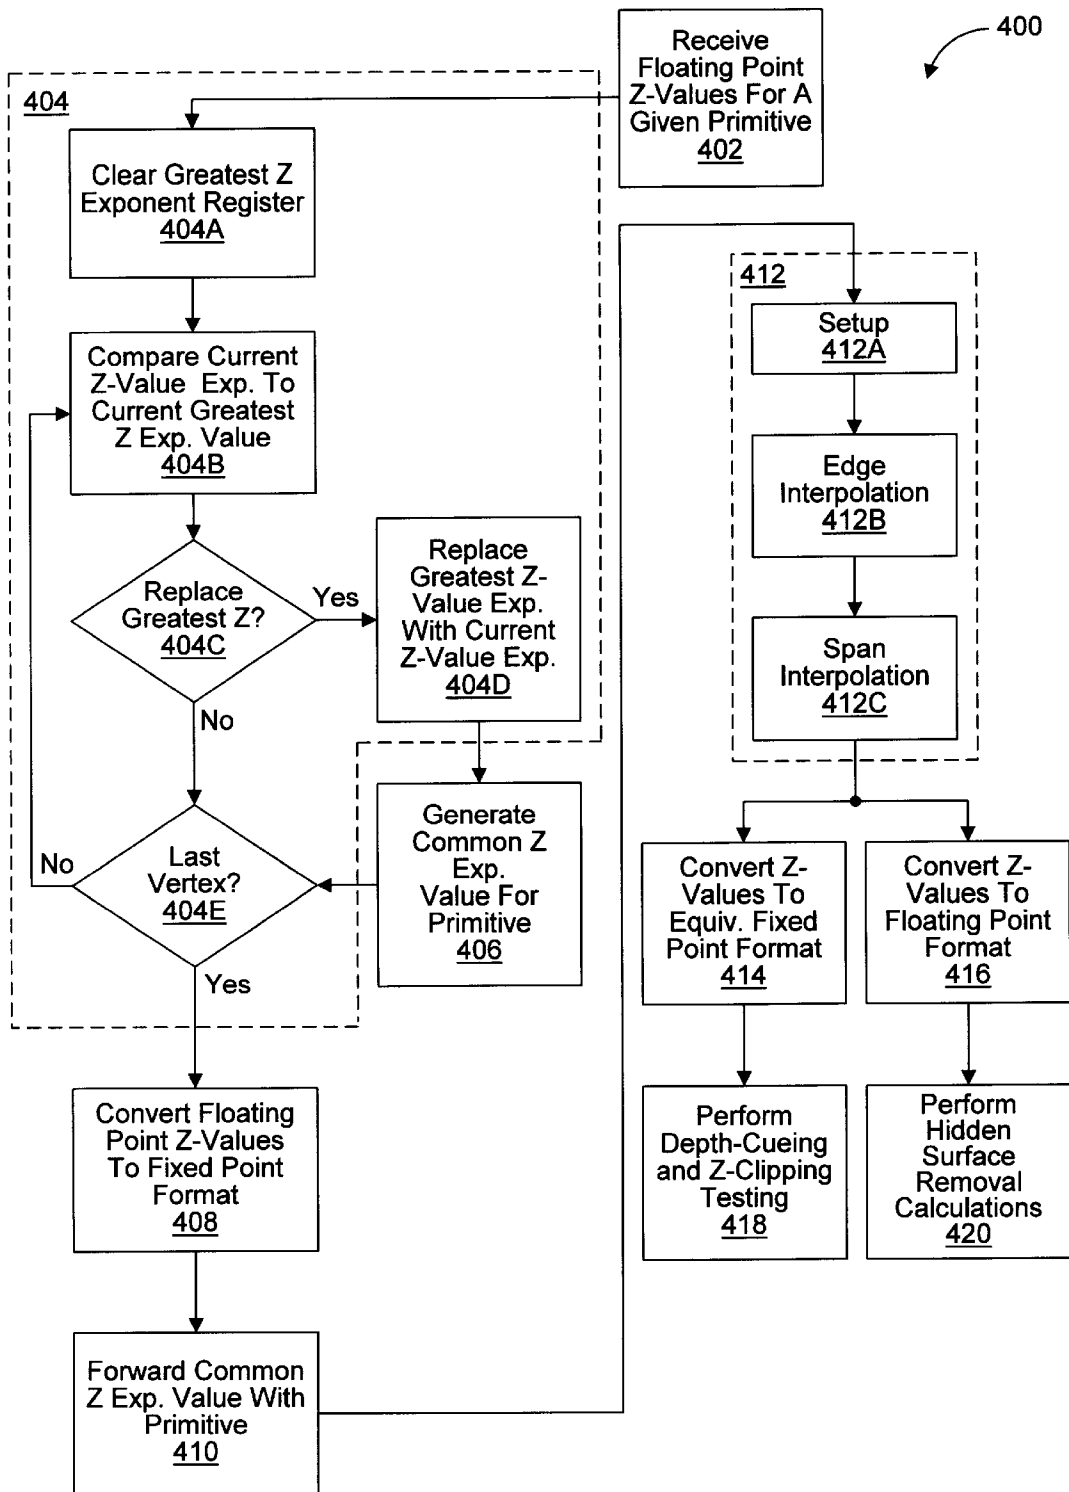 400
Receive
Floating Point
Z-Values For A
Given Primitive
402
404
Clear Greatest Z
Exponent Register
404A
Compare Current
Z-Value Exp. To
Current Greatest
Z Exp. Value
404B
Replace
Greatest Z?
404C
Yes
No
Replace
Greatest Z-
Value Exp.
With Current
Z-Value Exp.
404D
Generate
Common Z
Exp.
Value For
Primitive
406
Last
Vertex?
404E
No
Yes
Convert Floating
Point Z-Values
To Fixed Point
Format
408
Forward Common
Z Exp. Value With
Primitive
410
412
Setup
412A
Edge
Interpolation
412B
Span
Interpolation
412C
Convert Z-
Values To
Equiv. Fixed
Point Format
414
Convert Z-
Values To
Floating Point
Format
416
Perform
Depth-Cueing
and Z-Clipping
Testing
418
Perform
Hidden
Surface
Removal
Calculations
420